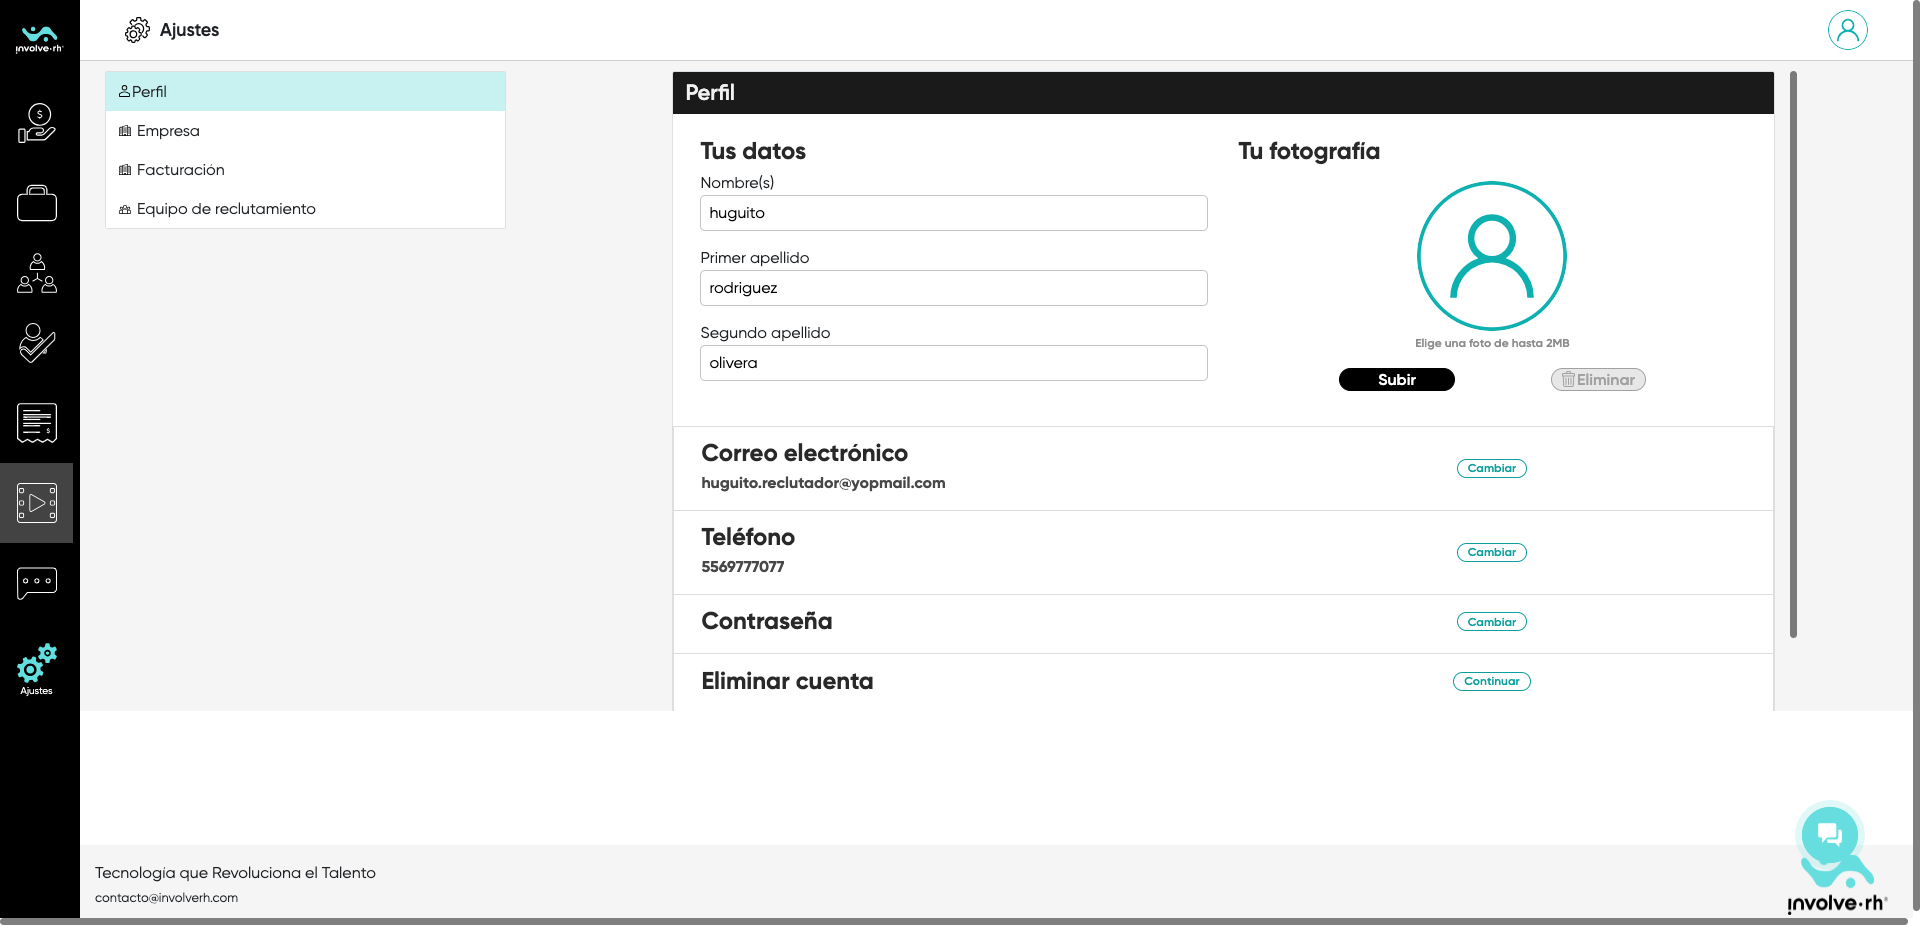 involve·rh
Ajustes
Perfil
Empresa
Facturación
Equipo de reclutamiento
Perfil
Tus datos
Nombre(s)
huguito
Primer apellido
rodriguez
Segundo apellido
olivera
Tu fotografía
Elige una foto de hasta 2MB
Subir
Eliminar
Correo electrónico
huguito.reclutador@yopmail.com
Cambiar
Teléfono
5569777077
Cambiar
Contraseña
Cambiar
Eliminar cuenta
Continuar
Ajustes
Tecnología que Revoluciona el Talento
contacto@involverh.com
involve·rh